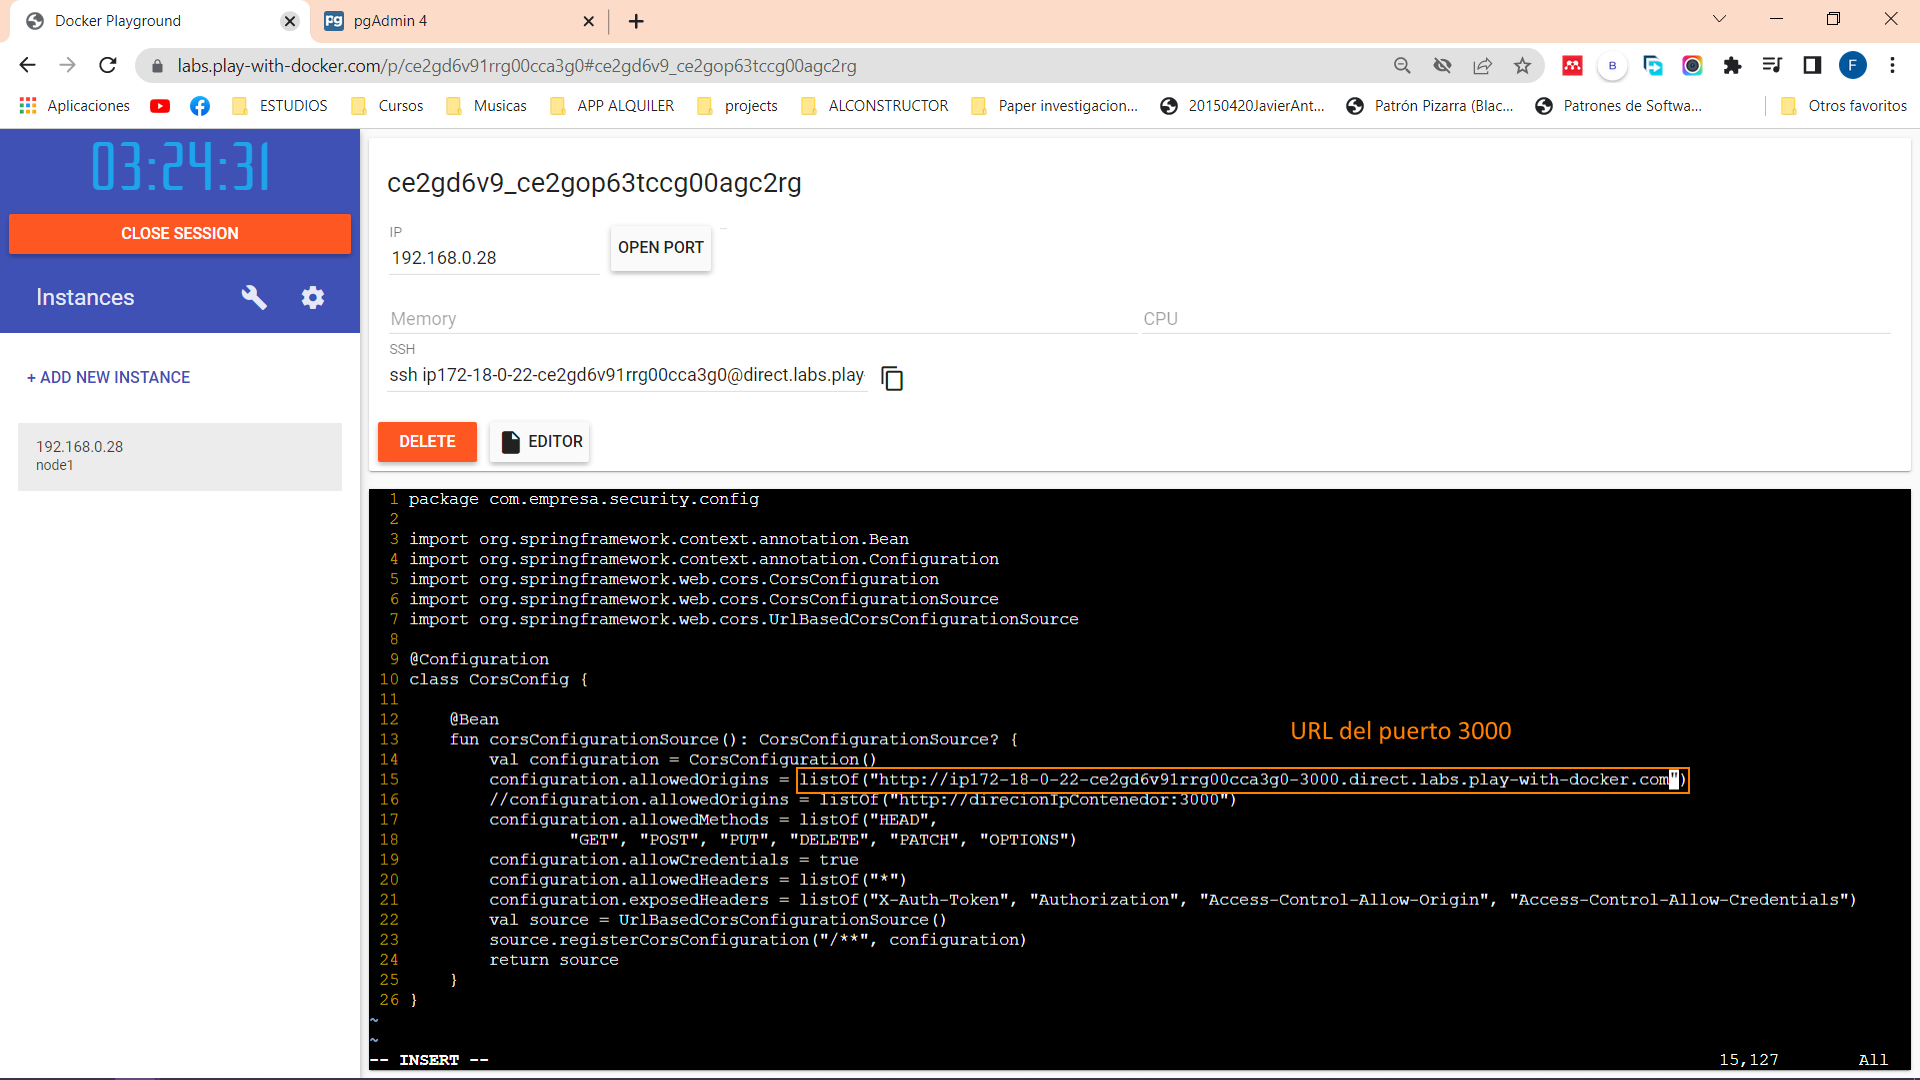 Docker Playground
pgAdmin 4
labs.play-with-docker.com/p/ce2gd6v91rrg00cca3g0#ce2gd6v9_ce2gop63tccg00agc2rg
B
F
Aplicaciones
ESTUDIOS
Cursos
Musicas
APP ALQUILER
projects
ALCONSTRUCTOR
Paper investigacion...
20150420JavierAnt...
Patrón Pizarra (Blac...
Patrones de Softwa...
Otros favoritos
03:24:31
CLOSE SESSION
Instances
+ ADD NEW INSTANCE
192.168.0.28
node1
ce2gd6v9_ce2gop63tccg00agc2rg
IP
192.168.0.28
OPEN PORT
Memory
CPU
SSH
ssh ip172-18-0-22-ce2gd6v91rrg00cca3g0@direct.labs.play
DELETE
EDITOR
1 package com.empresa.security.config
2
3 import org.springframework.context.annotation.Bean
4 import org.springframework.context.annotation.Configuration
5 import org.springframework.web.cors.CorsConfiguration
6 import org.springframework.web.cors.CorsConfigurationSource
7 import org.springframework.web.cors.UrlBasedCorsConfigurationSource
8
9 @Configuration
10 class CorsConfig {
11
12     @Bean
13     fun corsConfigurationSource(): CorsConfigurationSource? {
URL del puerto 3000
14         val configuration = CorsConfiguration()
15         configuration.allowedOrigins = listOf("http://ip172-18-0-22-ce2gd6v91rrg00cca3g0-3000.direct.labs.play-with-docker.com")
16         //configuration.allowedOrigins = listOf("http://direcionIpContenedor:3000")
17         configuration.allowedMethods = listOf("HEAD",
18                 "GET", "POST", "PUT", "DELETE", "PATCH", "OPTIONS")
19         configuration.allowCredentials = true
20         configuration.allowedHeaders = listOf("*")
21         configuration.exposedHeaders = listOf("X-Auth-Token", "Authorization", "Access-Control-Allow-Origin", "Access-Control-Allow-Credentials")
22         val source = UrlBasedCorsConfigurationSource()
23         source.registerCorsConfiguration("/**", configuration)
24         return source
25     }
26 }
~
~
-- INSERT --
15,127
All